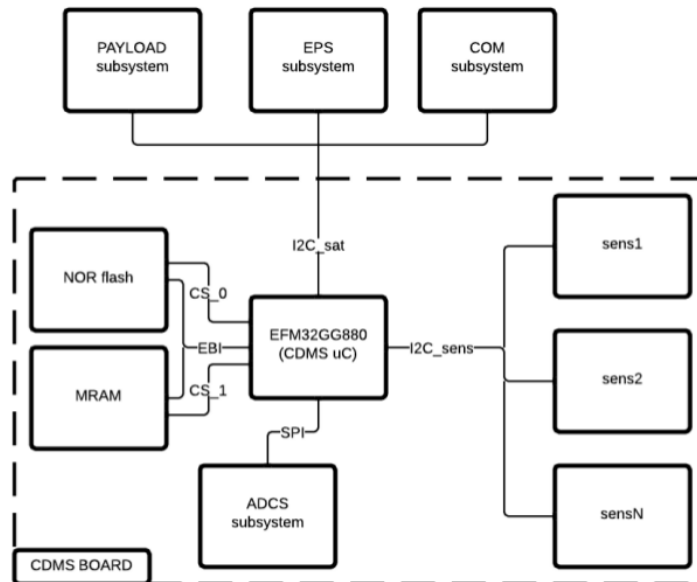 PAYLOAD
subsystem
EPS
subsystem
COM
subsystem
I2C_sat
NOR flash
CS_0
EBI
MRAM
CS_1
EFM32GG880
(CDMS uC)
I2C_sens
sens1
sens2
sensN
SPI
ADCS
subsystem
CDMS BOARD